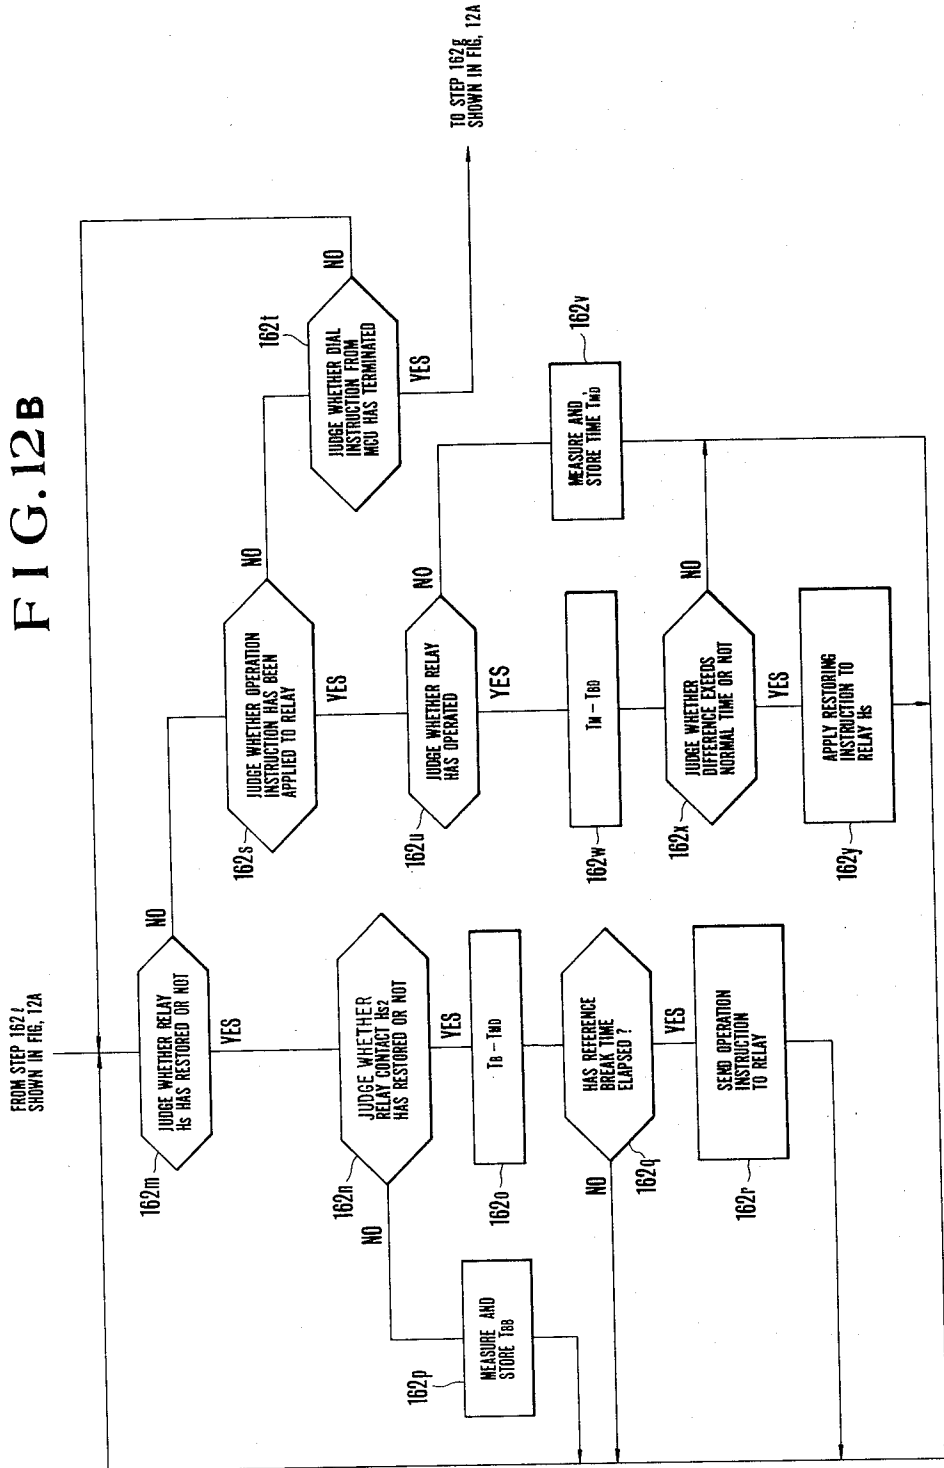 FIG. 12B
FROM STEP 162ℓ
SHOWN IN FIG, 12A
JUDGE WHETHER RELAY
Hs HAS RESTORED OR NOT
162m
NO
YES
JUDGE WHETHER
RELAY CONTACT Hs2
HAS RESTORED OR NOT
162n
NO
YES
MEASURE AND
STORE TBB
162p
TB - TMD
162o
HAS REFERENCE
BREAK TIME
ELAPSED ?
162q
NO
YES
SEND OPERATION
INSTRUCTION
TO RELAY
162r
JUDGE WHETHER OPERATION
INSTRUCTION HAS BEEN
APPLIED TO RELAY
162s
NO
YES
JUDGE WHETHER DIAL
INSTRUCTION FROM
MCU HAS TERMINATED
162t
NO
YES
TO STEP 162g
SHOWN IN FIG, 12A
JUDGE WHETHER RELAY
HAS OPERATED
162u
NO
YES
MEASURE AND
STORE TIME TMD'
162v
TM - TBD
162w
JUDGE WHETHER
DIFFERENCE EXCEEDS
NORMAL TIME OR NOT
162x
NO
YES
APPLY RESTORING
INSTRUCTION TO
RELAY Hs
162y